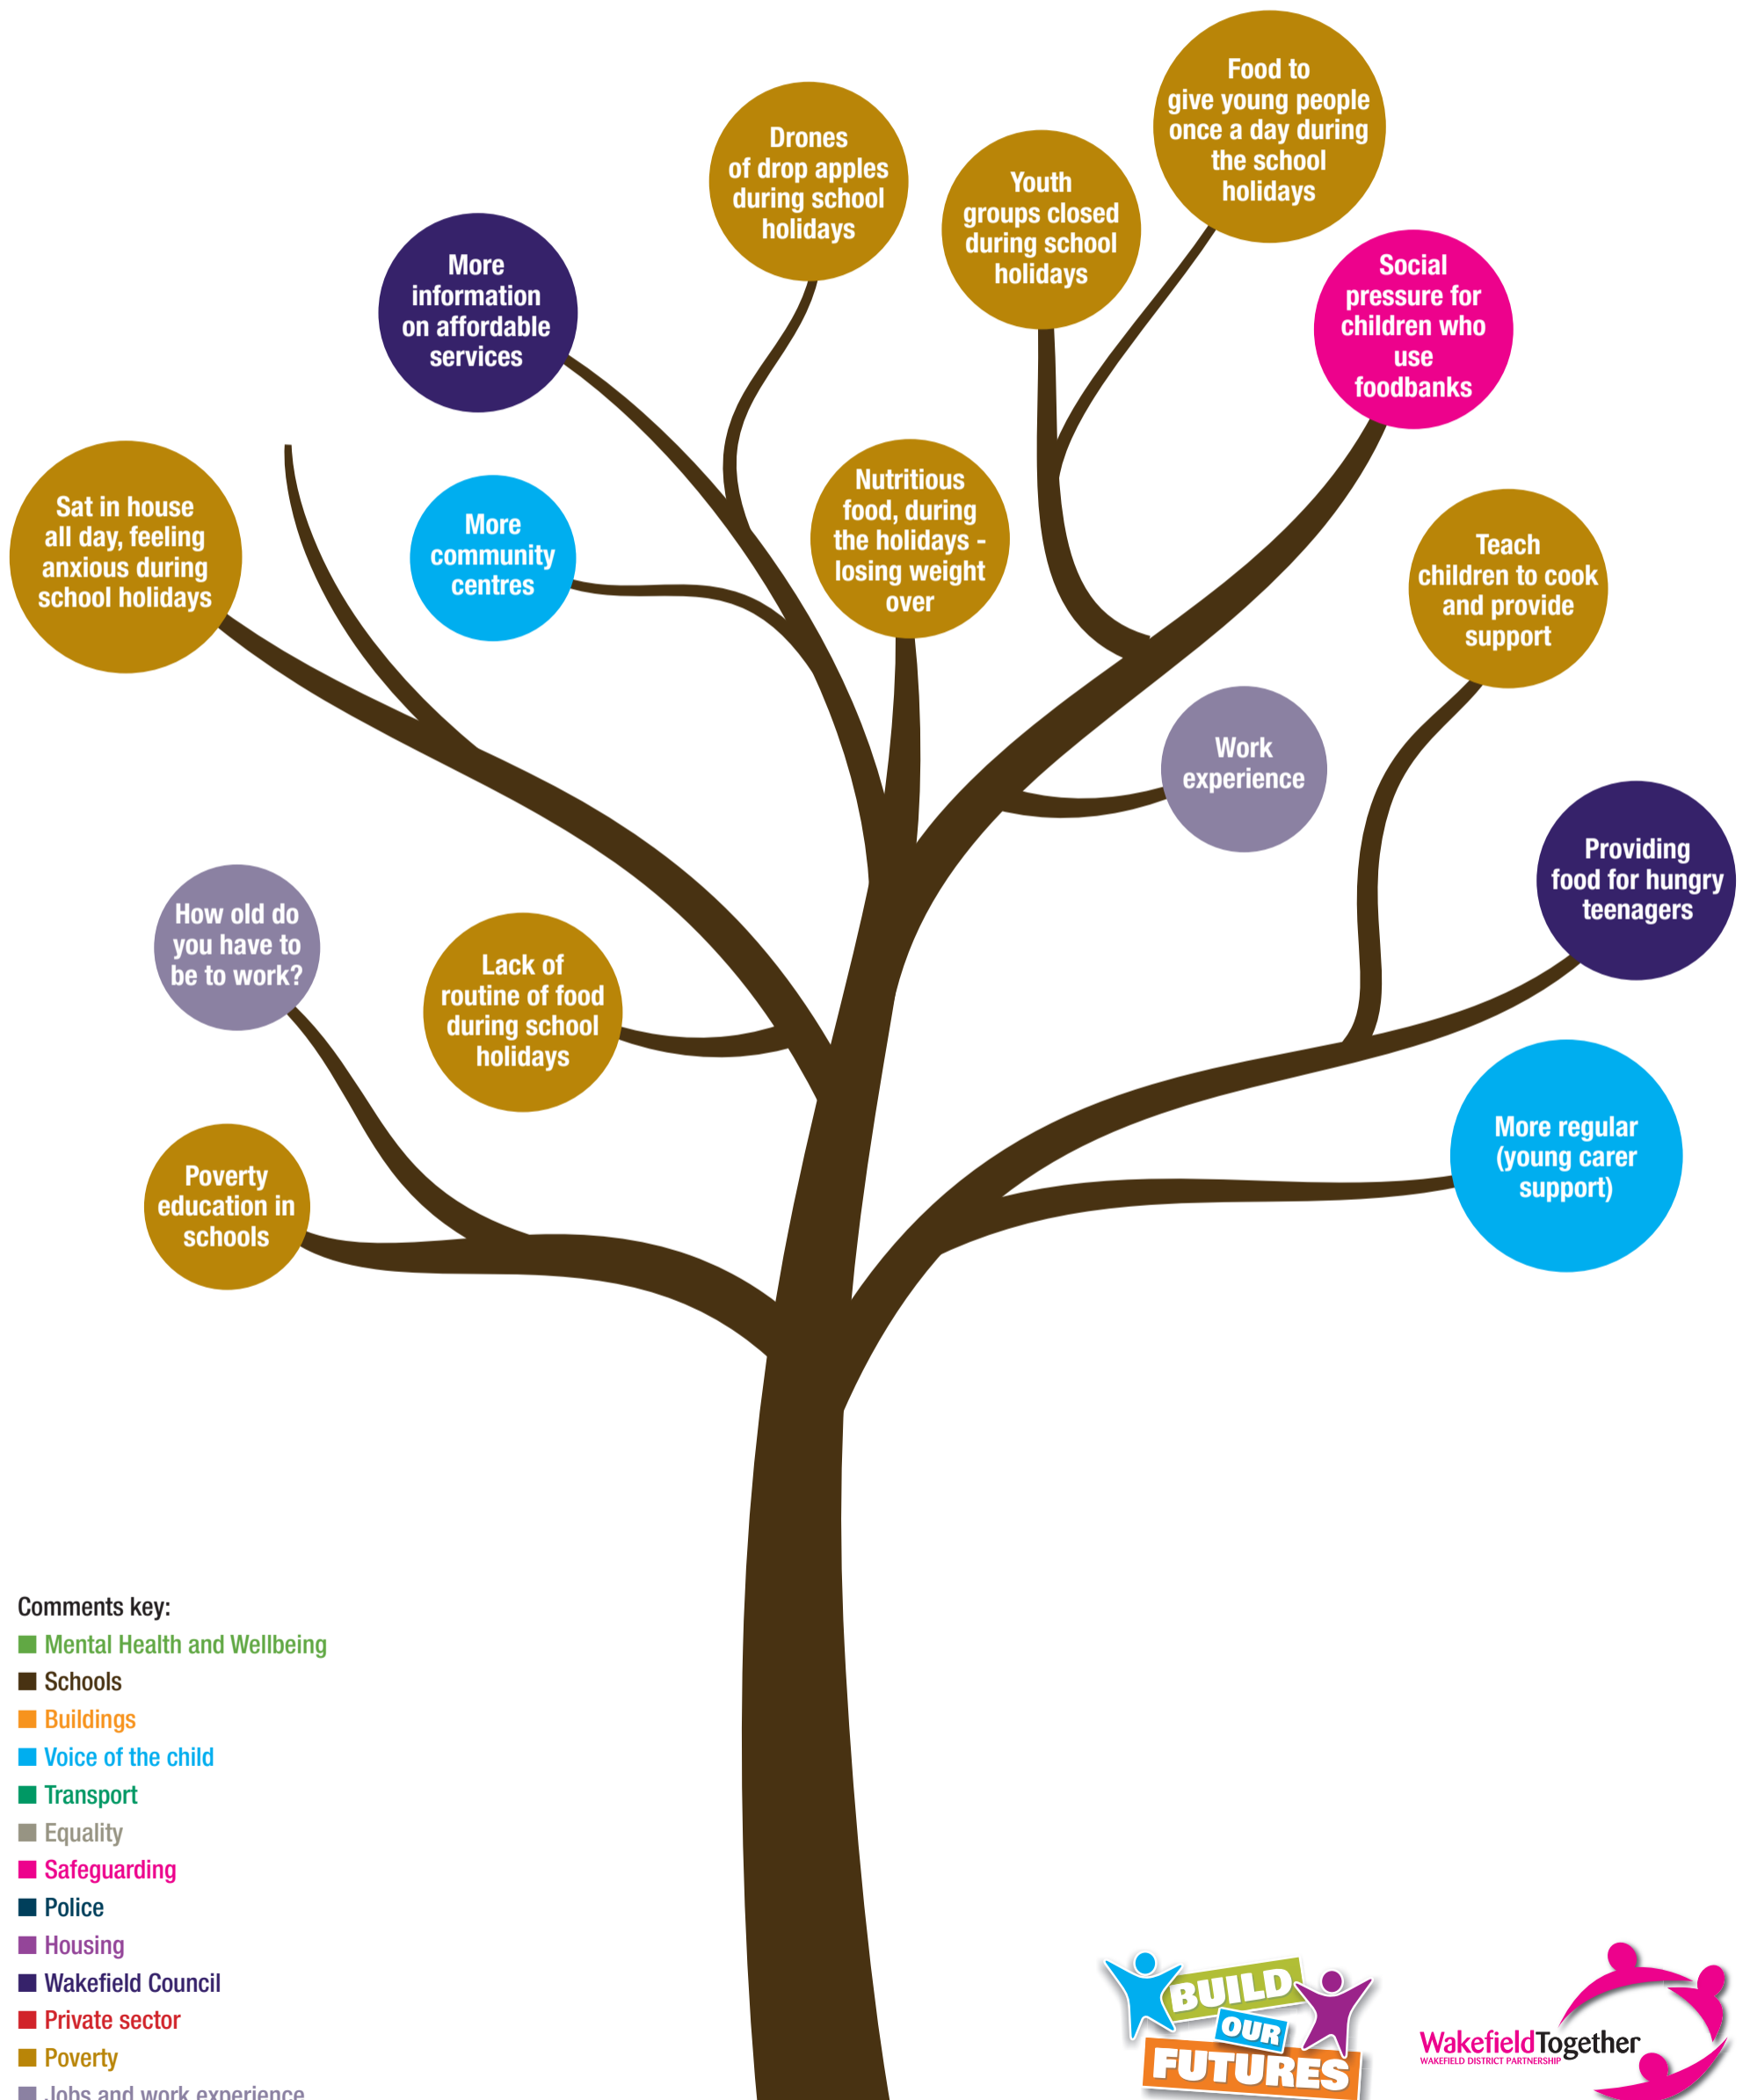 Food to
give young people
once a day during
the school
holidays
Drones
of drop apples
during school
holidays
Youth
groups closed
during school
holidays
More
information
on affordable
services
Social
pressure for
children who
use
foodbanks
Sat in house
all day, feeling
anxious during
school holidays
More
community
centres
Nutritious
food, during
the holidays -
losing weight
over
Teach
children to cook
and provide
support
Work
experience
Providing
food for hungry
teenagers
How old do
you have to
be to work?
Lack of
routine of food
during school
holidays
More regular
(young carer
support)
Poverty
education in
schools
Comments key:
Mental Health and Wellbeing
Schools
Buildings
Voice of the child
Transport
Equality
Safeguarding
Police
Housing
Wakefield Council
Private sector
Poverty
Jobs and work experience
BUILD
OUR
FUTURES
WakefieldTogether
WAKEFIELD DISTRICT PARTNERSHIP